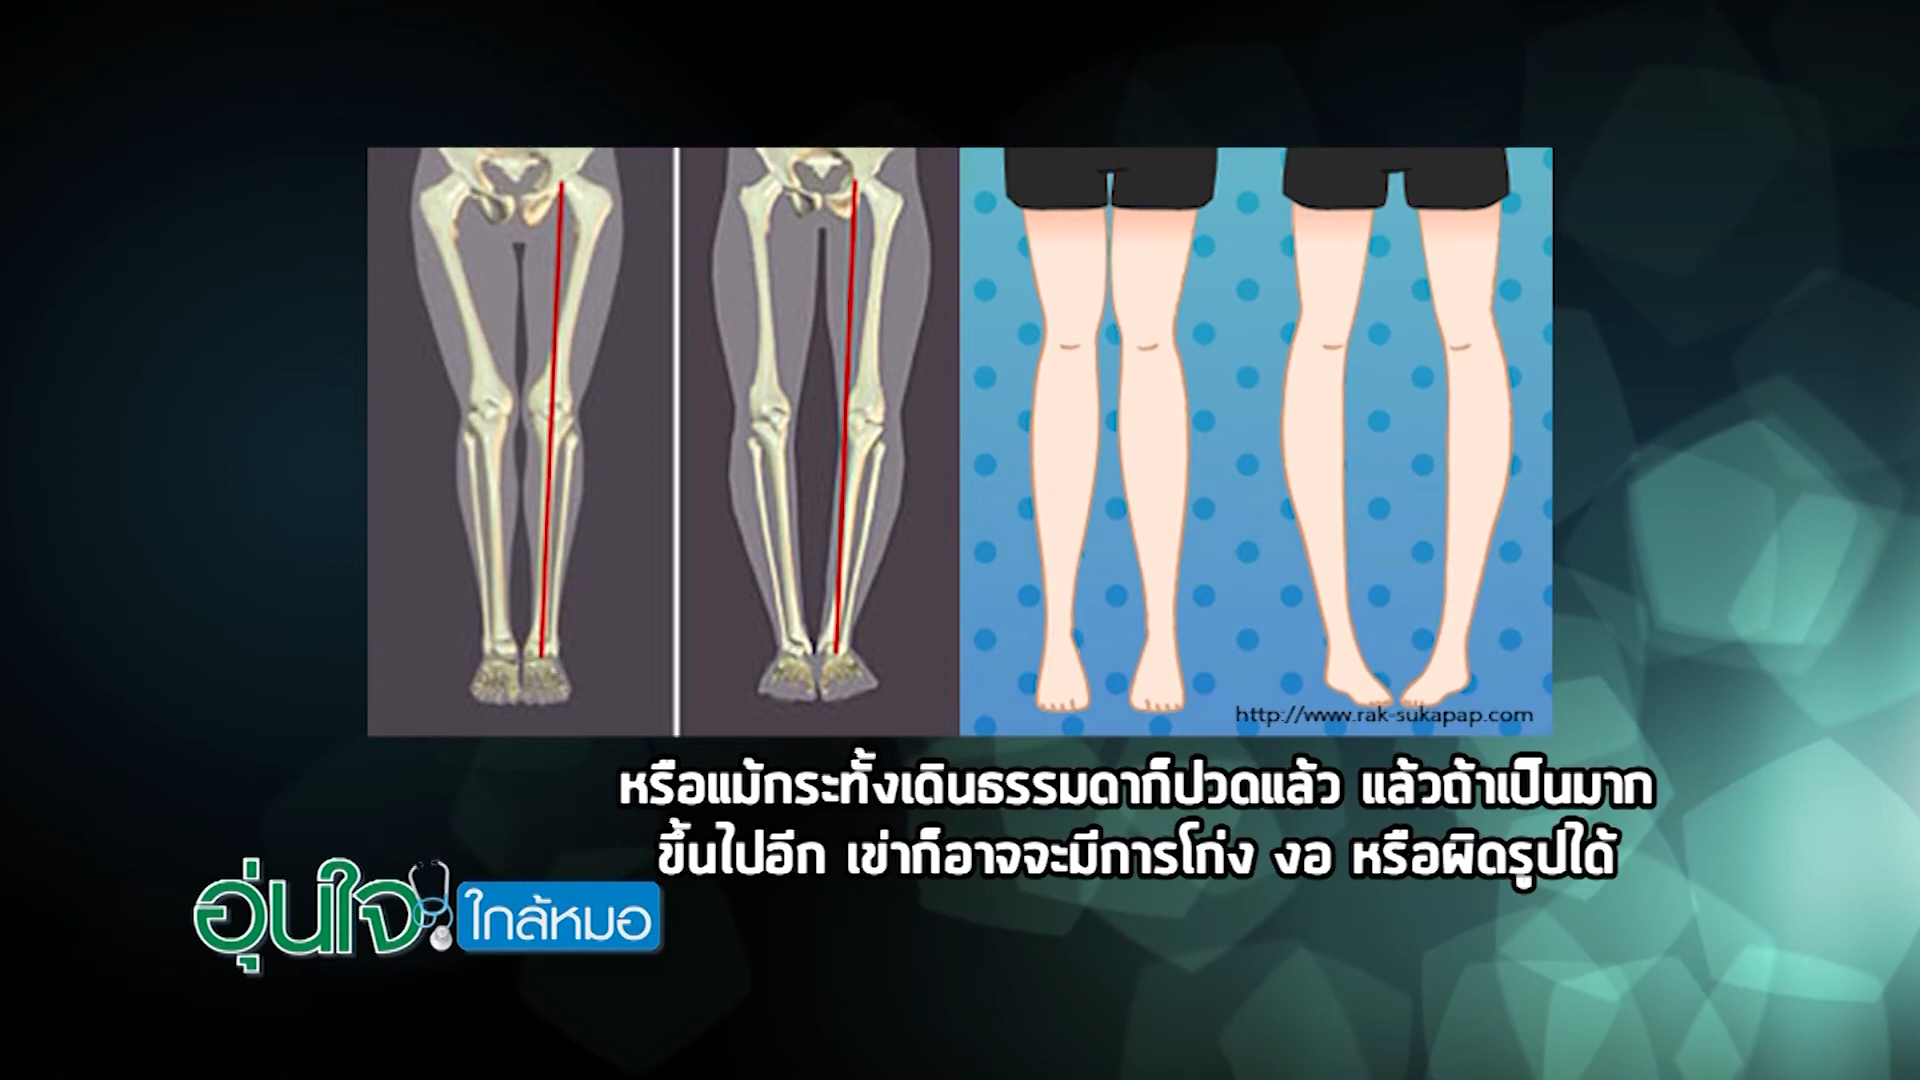 http://www.rak-sukapap.com
หรือแม้กระทั้งเดินธรรมดาก็ปวดแล้ว แล้วถ้าเป็นมาก
ขึ้นไปอีก เข่าก็อาจจะมีการโก่ง งอ หรือผิดรูปได้
อุ่นใจ
ใกล้หมอ